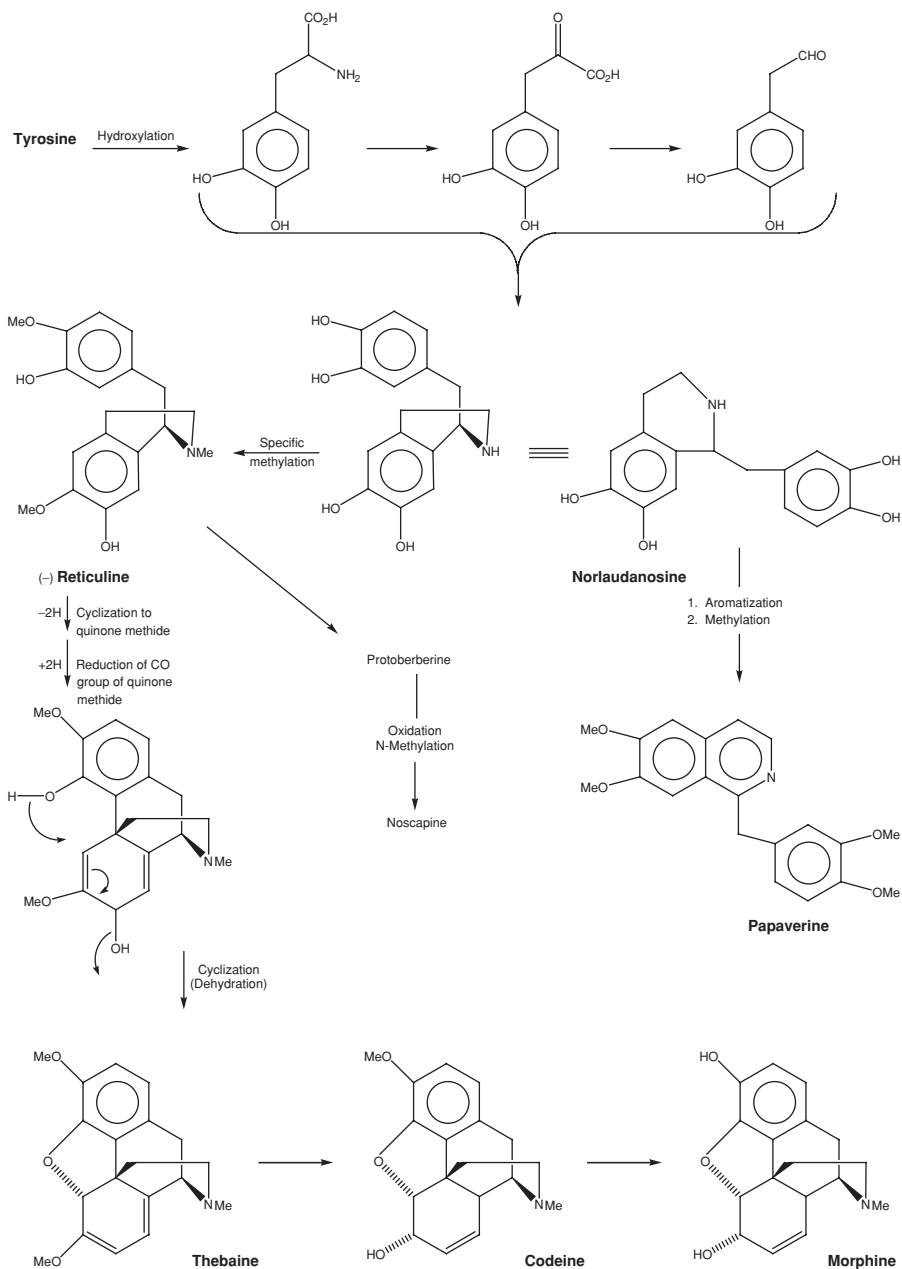 CO₂H
NH₂
HO
OH
O
CO₂H
HO
OH
CHO
HO
OH
Tyrosine
Hydroxylation
MeO
HO
NMe
MeO
OH
(–) Reticuline
Specific
methylation
HO
HO
NH
HO
OH
NH
HO
OH
OH
OH
Norlaudanosine
–2H
Cyclization to
quinone methide
+2H
Reduction of CO
group of quinone
methide
Protoberberine
Oxidation
N-Methylation
Noscapine
1. Aromatization
2. Methylation
MeO
MeO
N
OMe
OMe
Papaverine
MeO
H
O
NMe
MeO
OH
Cyclization
(Dehydration)
MeO
O
NMe
MeO
Thebaine
MeO
O
NMe
HO
Codeine
HO
O
NMe
HO
Morphine